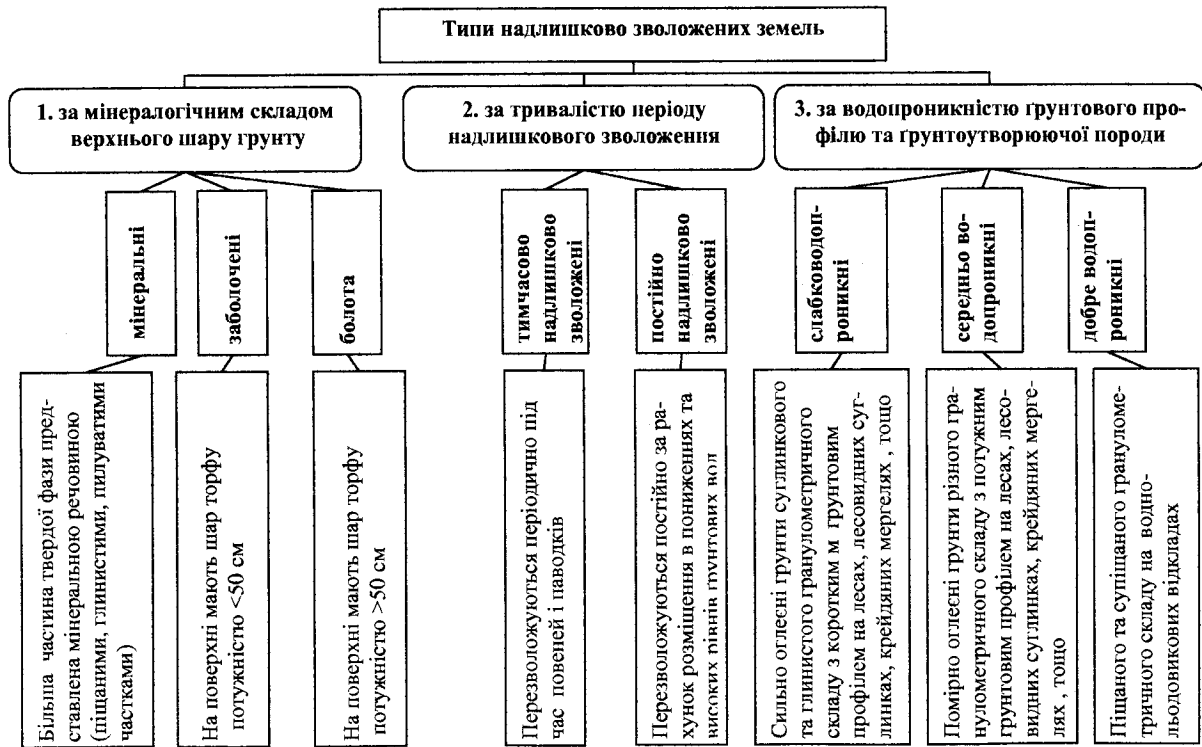 Типи надлишково зволожених земель
1. за мінералогічним складом
верхнього шару грунту
2. за тривалістю періоду
надлишкового зволоження
3. за водопроникністю ґрунтового про-
філю та ґрунтоутворюючої породи
мінеральні
заболочені
болота
тимчасово
надлишково
зволожені
постійно
надлишково
зволожені
слабководоп
роникні
середньо во-
допроникні
добре водоп
роникні
Більша частина твердої фази пред-
ставлена мінеральною речовиною
(піщаними, глинистими, пилуватими
частками)
На поверхні мають шар торфу
потужністю <50 см
На поверхні мають шар торфу
потужністю >50 см
Перезволожуються періодично під
час повеней і паводків
Перезволожуються постійно за ра-
хунок розміщення в пониженнях та
високих рівнів ґрунтових вод
Сильно оглеєні ґрунти суглинкового
та глинистого гранулометричного
складу з коротким м ґрунтовим
профілем на лесах, лесовидних суг-
линках, крейдяних мергелях , тощо
Помірно оглеєні ґрунти різного гра-
нулометричного складу з потужним
ґрунтовим профілем на лесах, лесо-
видних суглинках, крейдяних мерге-
лях , тощо
Піщаного та супіщаного грануломе-
тричного складу на водно-
льодовикових відкладах